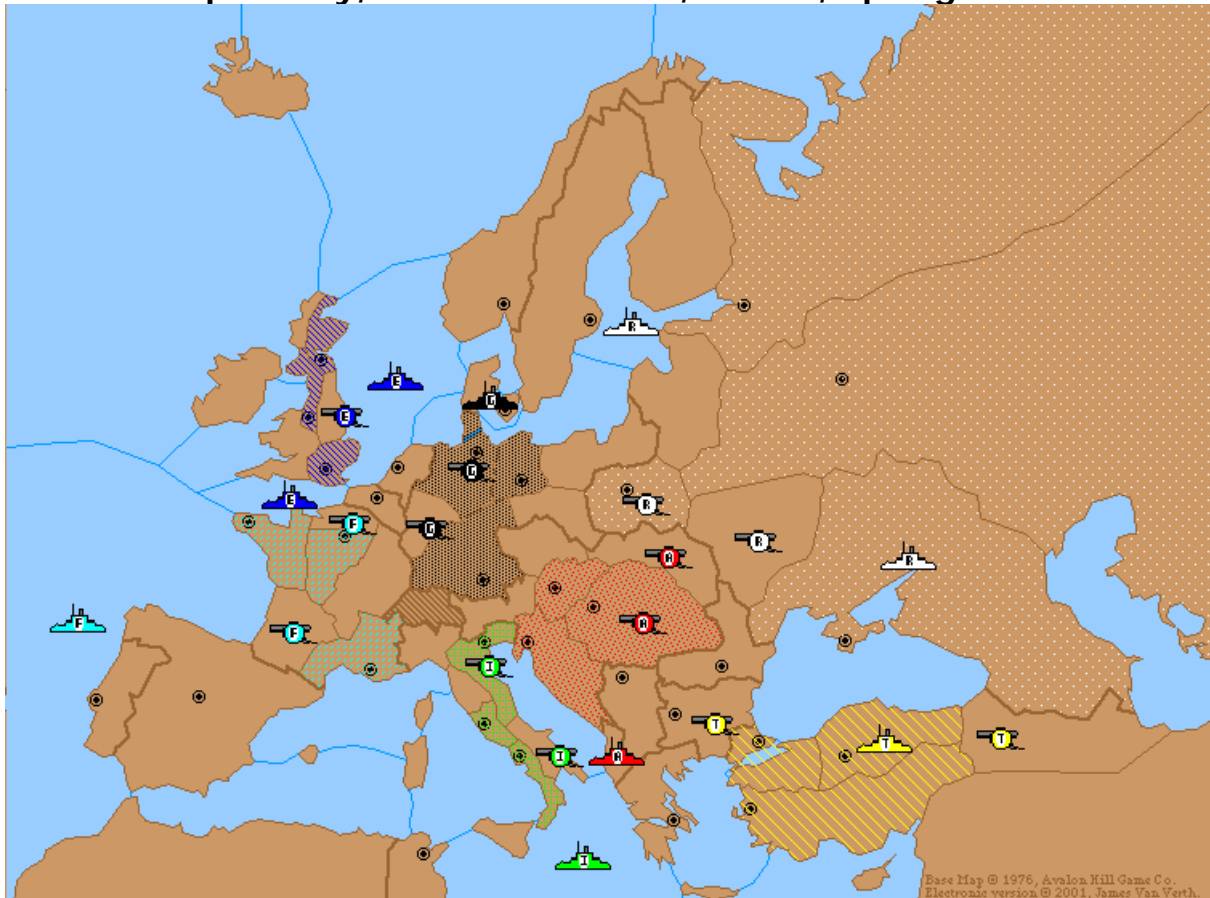 R
E
G
E
G
E
R
F
G
R
A
R
F
A
F
I
T
T
T
I
A
I
Base Map © 1976, Avalon Hill Game Co.
Electronic version © 2001, James Van Verth.